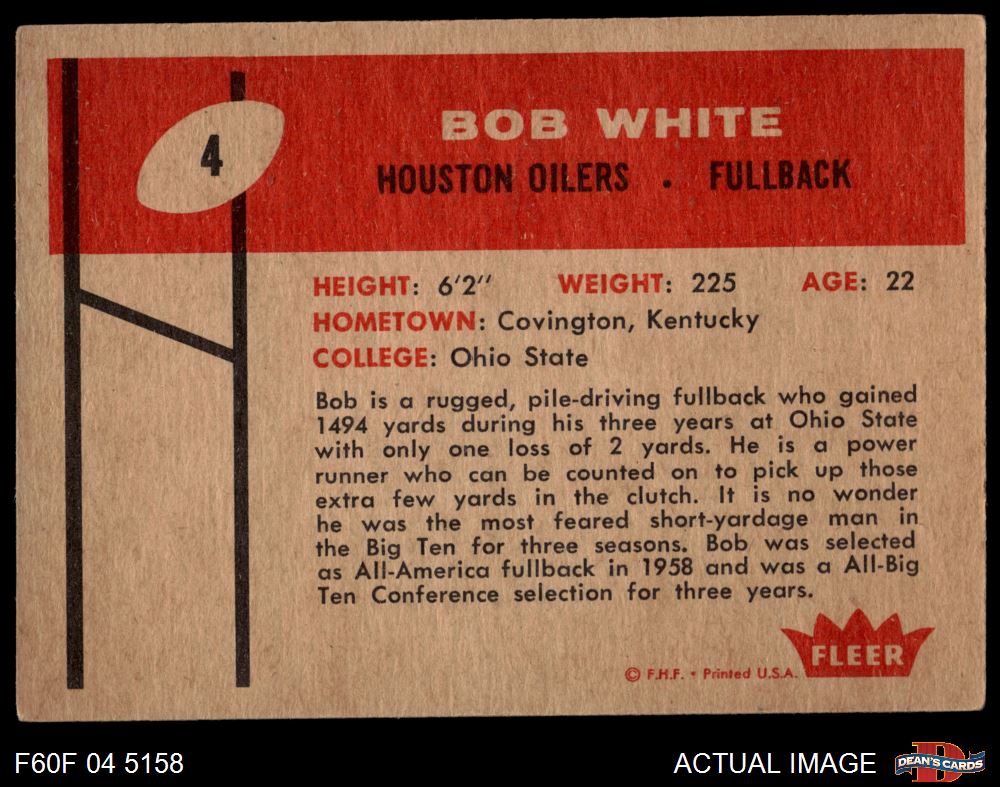 4
BOB WHITE
HOUSTON OILERS . FULLBACK
HEIGHT: 6'2" WEIGHT: 225 AGE: 22
HOMETOWN: Covington, Kentucky
COLLEGE: Ohio State
Bob is a rugged, pile-driving fullback who gained
1494 yards during his three years at Ohio State
with only one loss of 2 yards. He is a power
runner who can be counted on to pick up those
extra few yards in the clutch. It is no wonder
he was the most feared short-yardage man in
the Big Ten for three seasons. Bob was selected
as All-America fullback in 1958 and was a All-Big
Ten Conference selection for three years.
FLEER
© F.H.F. • Printed U.S.A.
F60F 04 5158 ACTUAL IMAGE DEAN'S CARDS